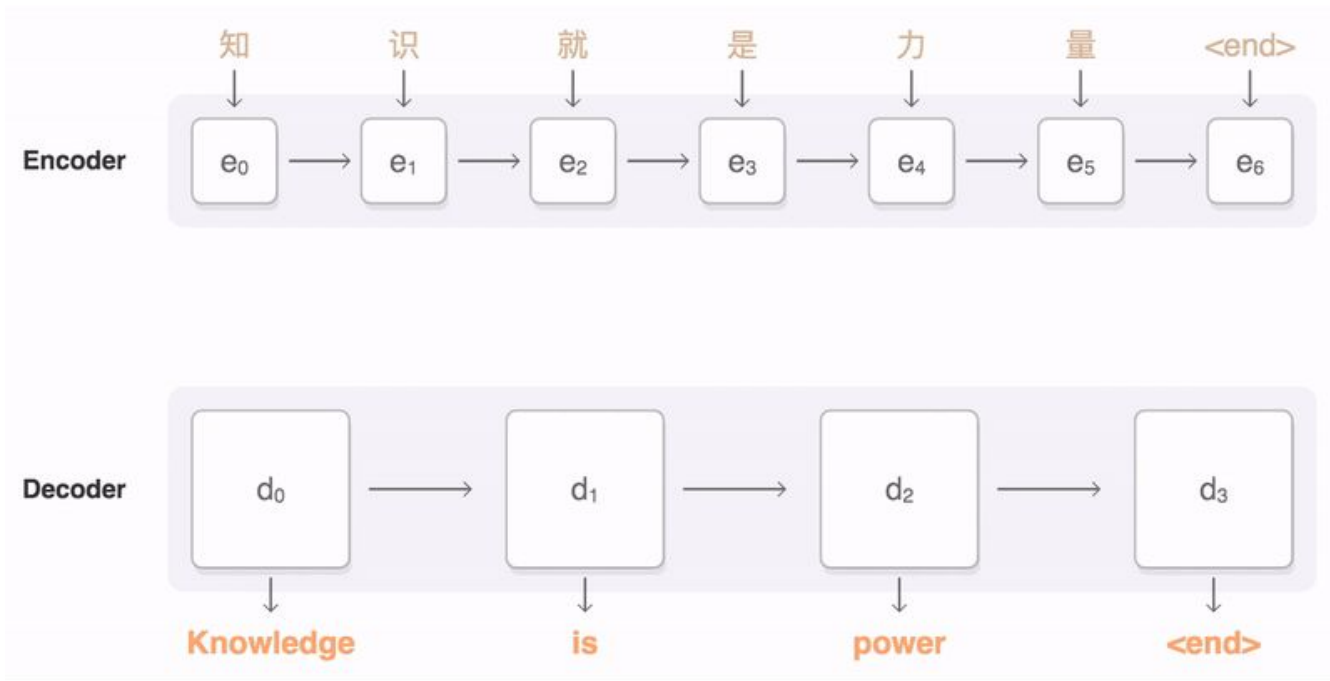 知 识 就 是 力 量 <end>
Encoder e₀ e₁ e₂ e₃ e₄ e₅ e₆
Decoder d₀ d₁ d₂ d₃
Knowledge is power <end>